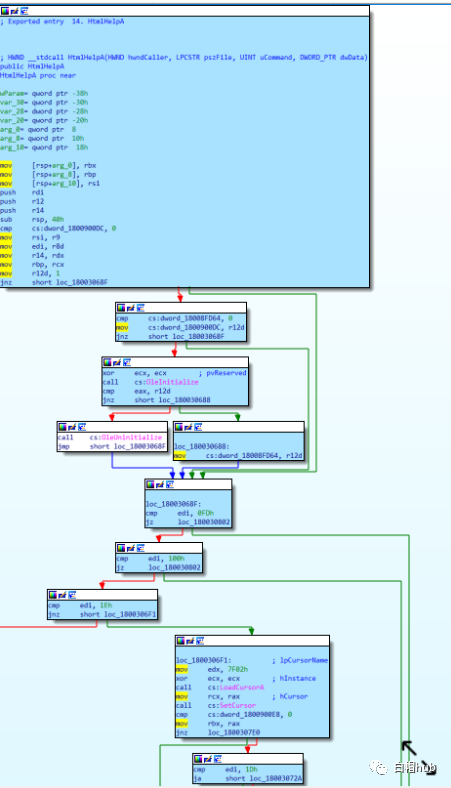 ; Exported entry 14. HtmlHelpA
; HWND __stdcall HtmlHelpA(HWND hwndCaller, LPCSTR pszFile, UINT uCommand, DWORD_PTR dwData)
public HtmlHelpA
HtmlHelpA proc near
wParam= qword ptr -38h
var_30= qword ptr -30h
var_28= dword ptr -28h
var_20= qword ptr -20h
arg_0= qword ptr 8
arg_8= qword ptr 10h
arg_10= qword ptr 18h
mov [rsp+arg_0], rbx
mov [rsp+arg_8], rbp
mov [rsp+arg_10], rsi
push rdi
push r12
push r14
sub rsp, 40h
cmp cs:dword_1800900DC, 0
mov rsi, r9
mov edi, r8d
mov r14, rdx
mov rbp, rcx
mov r12d, 1
jnz short loc_18003068F
cmp cs:dword_18008FD64, 0
mov cs:dword_1800900DC, r12d
jnz short loc_18003068F
xor ecx, ecx ; pvReserved
call cs:OleInitialize
cmp eax, r12d
jnz short loc_180030688
call cs:OleUninitialize
jmp short loc_18003068F
loc_180030688:
mov cs:dword_18008FD64, r12d
loc_18003068F:
cmp edi, 0FDh
jz loc_180030802
cmp edi, 100h
jz loc_180030802
cmp edi, 1Eh
jnz short loc_1800306F1
loc_1800306F1: ; lpCursorName
mov edx, 7F02h
xor ecx, ecx ; hInstance
call cs:LoadCursorA
mov rcx, rax ; hCursor
call cs:SetCursor
cmp cs:dword_1800900E8, 0
mov rbx, rax
jnz loc_1800307E0
cmp edi, 1Dh
ja short loc_18003072A
白帽hub